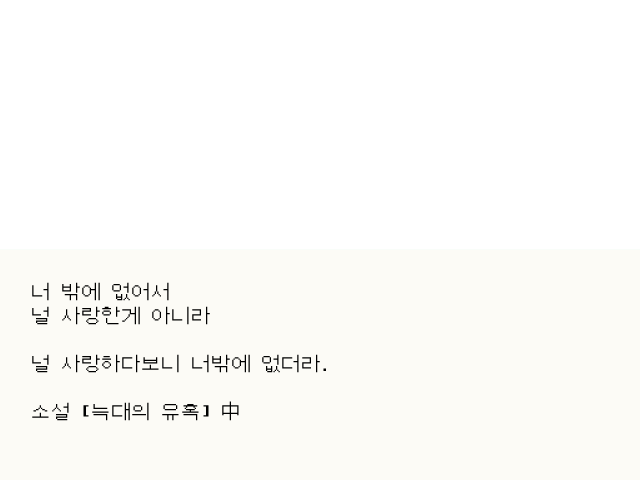 너 밖에 없어서
널 사랑한게 아니라
널 사랑하다보니 너밖에 없더라.
소설 [늑대의 유혹] 中